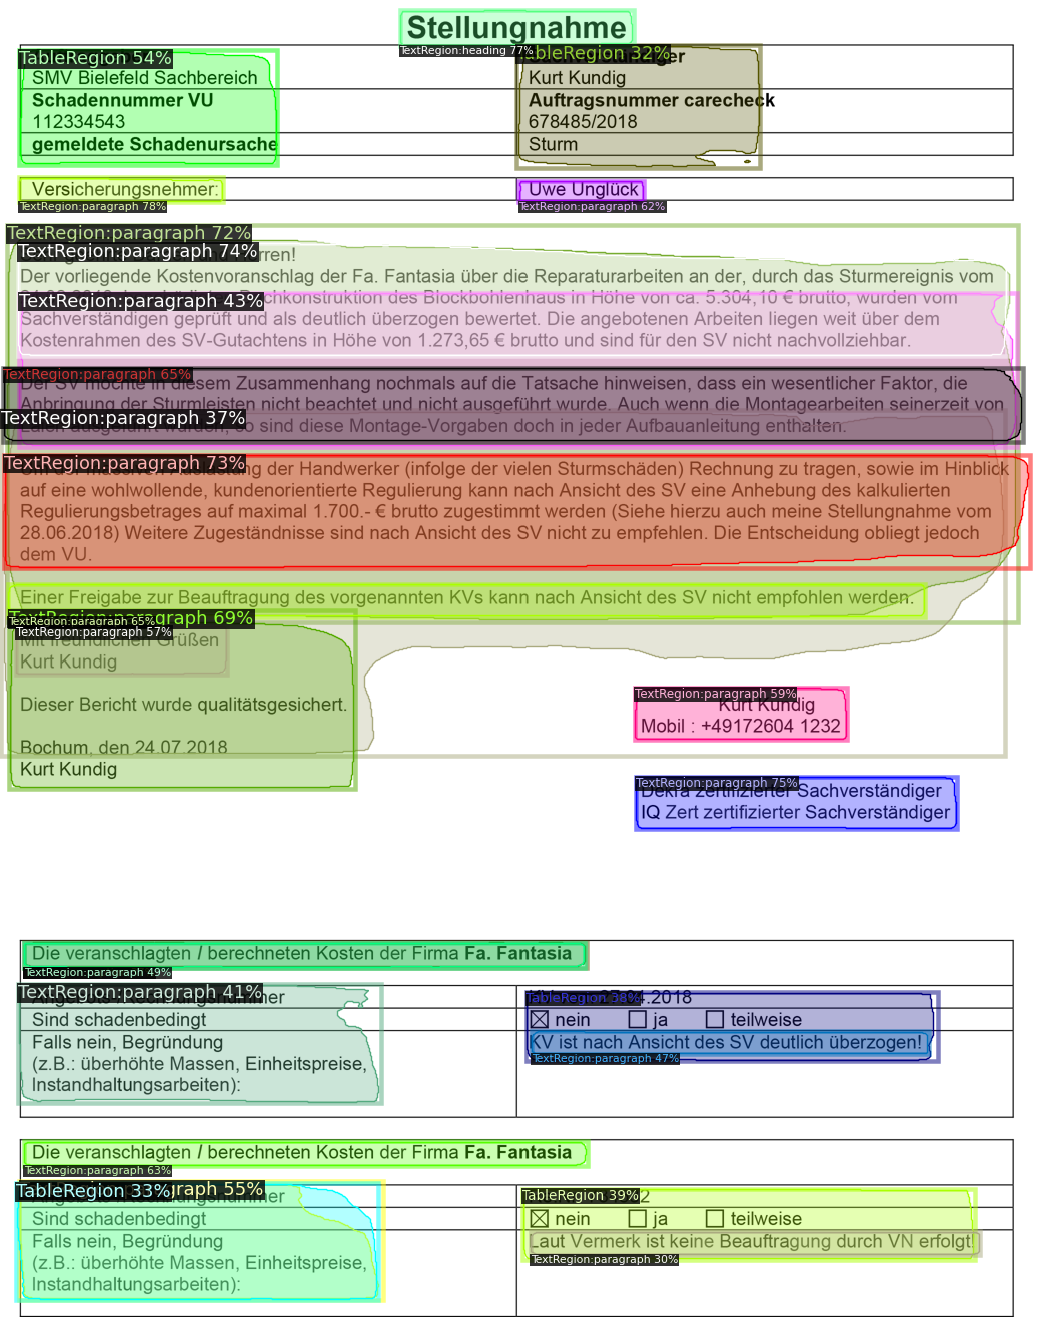 Stellungnahme
TextRegion:heading 77%
TableRegion 54%
TableRegion 32%
SMV Bielefeld Sachbereich
Kurt Kundig
Schadennummer VU
Auftragsnummer carecheck
112334543
678485/2018
gemeldete Schadenursache
Sturm
Versicherungsnehmer:
Uwe Unglück
TextRegion:paragraph 78%
TextRegion:paragraph 62%
TextRegion:paragraph 72%
TextRegion:paragraph 74%
Der vorliegende Kostenvoranschlag der Fa. Fantasia über die Reparaturarbeiten an der, durch das Sturmereignis vom
des Blockbohlenhaus in Höhe von ca. 5.304,10 € brutto, wurden vom
TextRegion:paragraph 43%
Sachverständigen geprüft und als deutlich überzogen bewertet. Die angebotenen Arbeiten liegen weit über dem
Kostenrahmen des SV-Gutachtens in Höhe von 1.273,65 € brutto und sind für den SV nicht nachvollziehbar.
TextRegion:paragraph 65%
Der SV möchte in diesem Zusammenhang nochmals auf die Tatsache hinweisen, dass ein wesentlicher Faktor, die
Anbringung der Sturmleisten nicht beachtet und nicht ausgeführt wurde. Auch wenn die Montagearbeiten seinerzeit von
TextRegion:paragraph 37%
Laien ausgeführt wurden, so sind diese Montage-Vorgaben doch in jeder Aufbauanleitung enthalten.
TextRegion:paragraph 73%
der Handwerker (infolge der vielen Sturmschäden) Rechnung zu tragen, sowie im Hinblick
auf eine wohlwollende, kundenorientierte Regulierung kann nach Ansicht des SV eine Anhebung des kalkulierten
Regulierungsbetrages auf maximal 1.700.- € brutto zugestimmt werden (Siehe hierzu auch meine Stellungnahme vom
28.06.2018) Weitere Zugeständnisse sind nach Ansicht des SV nicht zu empfehlen. Die Entscheidung obliegt jedoch
dem VU.
Einer Freigabe zur Beauftragung des vorgenannten KVs kann nach Ansicht des SV nicht empfohlen werden.
TextRegion:paragraph 69%
TextRegion:paragraph 65%
TextRegion:paragraph 57%
Mit freundlichen Grüßen
Kurt Kundig
Dieser Bericht wurde qualitätsgesichert.
TextRegion:paragraph 59%
Kurt Kundig
Mobil : +49172604 1232
Bochum, den 24.07.2018
Kurt Kundig
TextRegion:paragraph 75%
Dekra zertifizierter Sachverständiger
IQ Zert zertifizierter Sachverständiger
Die veranschlagten / berechneten Kosten der Firma Fa. Fantasia
TextRegion:paragraph 49%
TextRegion:paragraph 41%
TableRegion 38%
Sind schadenbedingt
nein ja teilweise
Falls nein, Begründung
KV ist nach Ansicht des SV deutlich überzogen!
TextRegion:paragraph 47%
(z.B.: überhöhte Massen, Einheitspreise,
Instandhaltungsarbeiten):
Die veranschlagten / berechneten Kosten der Firma Fa. Fantasia
TextRegion:paragraph 63%
TableRegion 33%
55%
TableRegion 39%
Sind schadenbedingt
nein ja teilweise
Falls nein, Begründung
Laut Vermerk ist keine Beauftragung durch VN erfolgt!
TextRegion:paragraph 30%
(z.B.: überhöhte Massen, Einheitspreise,
Instandhaltungsarbeiten):